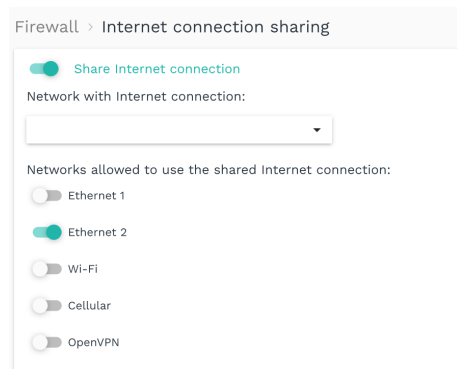 Firewall > Internet connection sharing
Share Internet connection
Network with Internet connection:
Networks allowed to use the shared Internet connection:
Ethernet 1
Ethernet 2
Wi-Fi
Cellular
OpenVPN